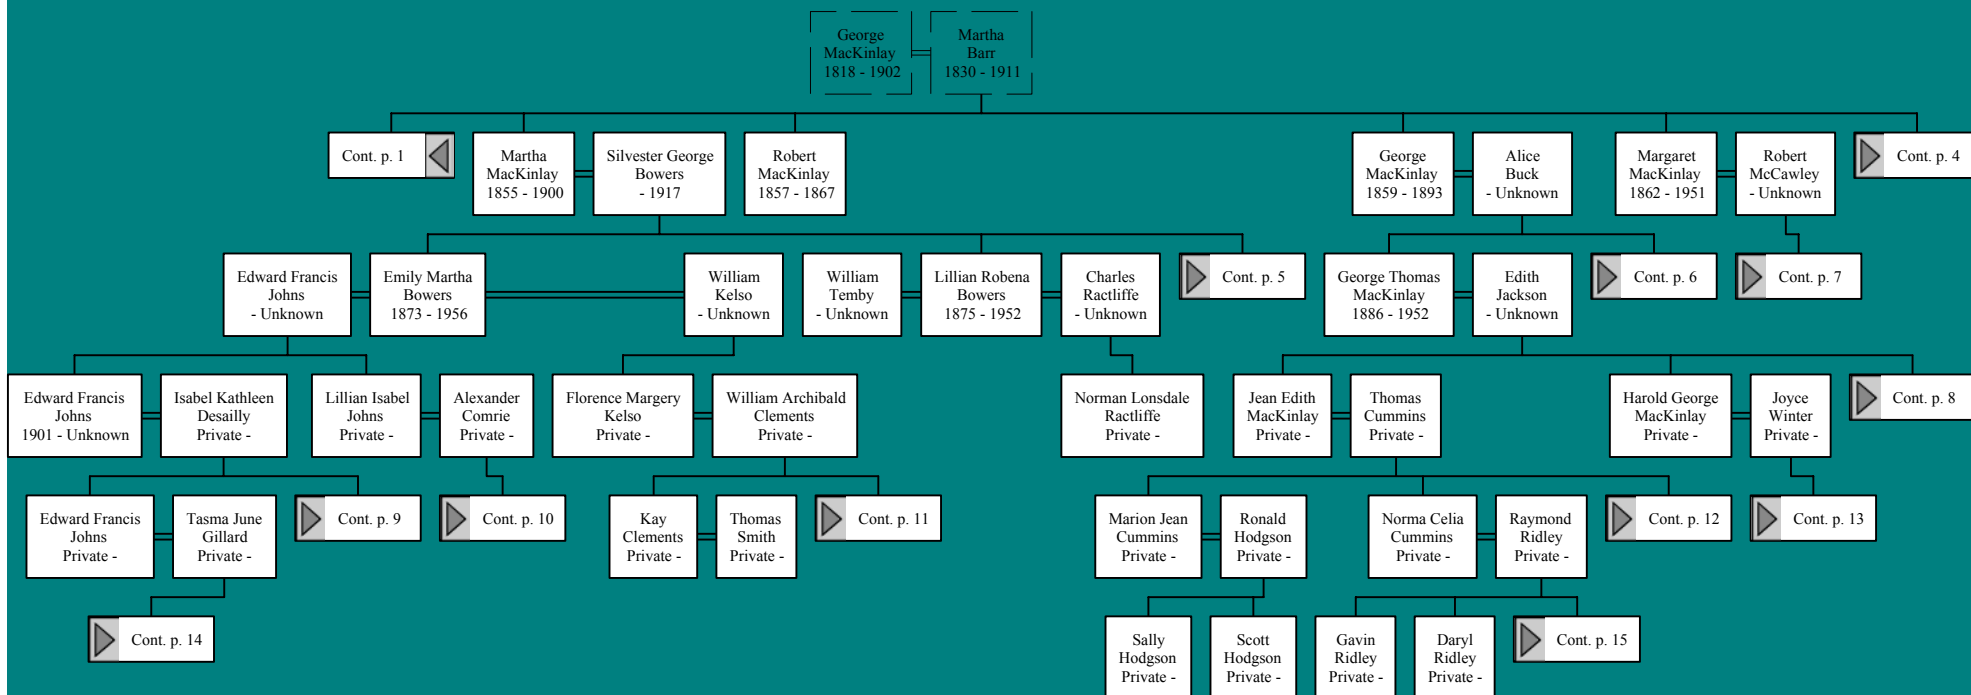 George
MacKinlay
1818 - 1902
Martha
Barr
1830 - 1911
Cont. p. 1
Martha
MacKinlay
1855 - 1900
Silvester George
Bowers
- 1917
Robert
MacKinlay
1857 - 1867
George
MacKinlay
1859 - 1893
Alice
Buck
- Unknown
Margaret
MacKinlay
1862 - 1951
Robert
McCawley
- Unknown
Cont. p. 4
Edward Francis
Johns
- Unknown
Emily Martha
Bowers
1873 - 1956
William
Kelso
- Unknown
William
Temby
- Unknown
Lillian Robena
Bowers
1875 - 1952
Charles
Ractliffe
- Unknown
Cont. p. 5
George Thomas
MacKinlay
1886 - 1952
Edith
Jackson
- Unknown
Cont. p. 6
Cont. p. 7
Edward Francis
Johns
1901 - Unknown
Isabel Kathleen
Desailly
Private -
Lillian Isabel
Johns
Private -
Alexander
Comrie
Private -
Florence Margery
Kelso
Private -
William Archibald
Clements
Private -
Norman Lonsdale
Ractliffe
Private -
Jean Edith
MacKinlay
Private -
Thomas
Cummins
Private -
Harold George
MacKinlay
Private -
Joyce
Winter
Private -
Cont. p. 8
Edward Francis
Johns
Private -
Tasma June
Gillard
Private -
Cont. p. 9
Cont. p. 10
Kay
Clements
Private -
Thomas
Smith
Private -
Cont. p. 11
Marion Jean
Cummins
Private -
Ronald
Hodgson
Private -
Norma Celia
Cummins
Private -
Raymond
Ridley
Private -
Cont. p. 12
Cont. p. 13
Cont. p. 14
Sally
Hodgson
Private -
Scott
Hodgson
Private -
Gavin
Ridley
Private -
Daryl
Ridley
Private -
Cont. p. 15